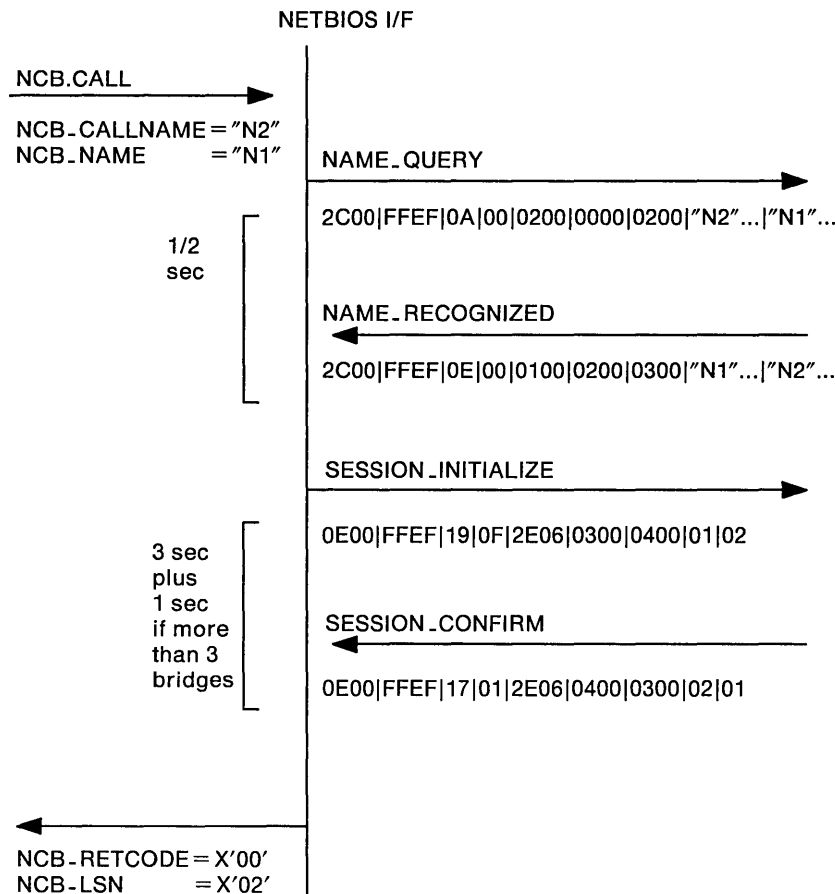 NETBIOS I/F
NCB.CALL
NCB_CALLNAME = "N2"
NCB_NAME = "N1"
NAME_QUERY
2C00|FFEF|0A|00|0200|0000|0200|"N2"...|"N1"...
1/2
sec
NAME_RECOGNIZED
2C00|FFEF|0E|00|0100|0200|0300|"N1"...|"N2"...
SESSION_INITIALIZE
0E00|FFEF|19|0F|2E06|0300|0400|01|02
3 sec
plus
1 sec
if more
than 3
bridges
SESSION_CONFIRM
0E00|FFEF|17|01|2E06|0400|0300|02|01
NCB_RETCODE = X'00'
NCB_LSN = X'02'